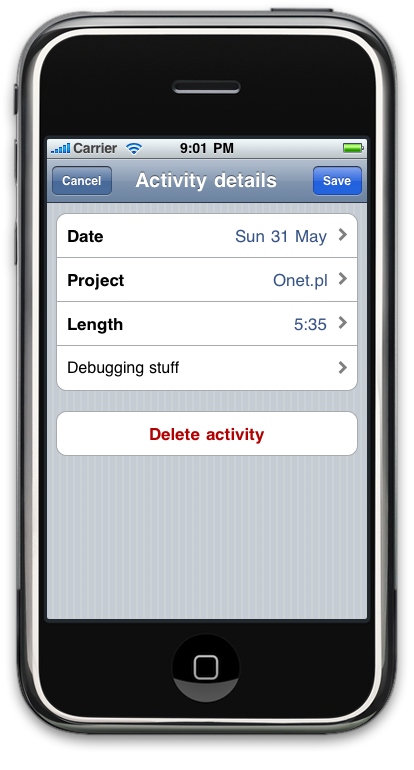 Carrier 9:01 PM
Cancel Activity details Save
Date Sun 31 May
Project Onet.pl
Length 5:35
Debugging stuff
Delete activity